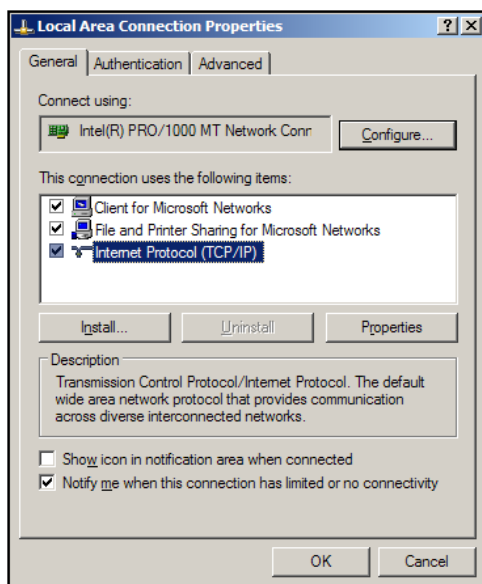 Local Area Connection Properties
General Authentication Advanced
Connect using:
Intel(R) PRO/1000 MT Network Conn
Configure...
This connection uses the following items:
Client for Microsoft Networks
File and Printer Sharing for Microsoft Networks
Internet Protocol (TCP/IP)
Install... Uninstall Properties
Description
Transmission Control Protocol/Internet Protocol. The default
wide area network protocol that provides communication
across diverse interconnected networks.
Show icon in notification area when connected
Notify me when this connection has limited or no connectivity
OK Cancel